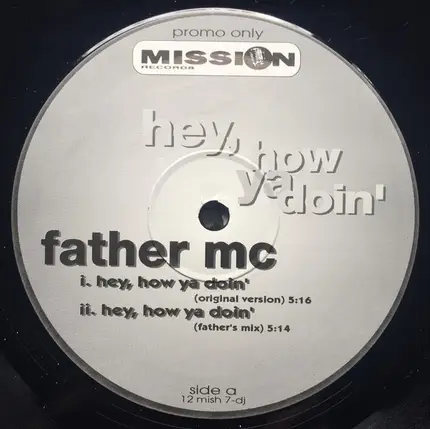 promo only
MISSION
RECORDS
hey, how
ya doin'
father mc
i. hey, how ya doin'
(original version) 5:16
ii. hey, how ya doin'
(father's mix) 5:14
side a
12 mish 7-dj